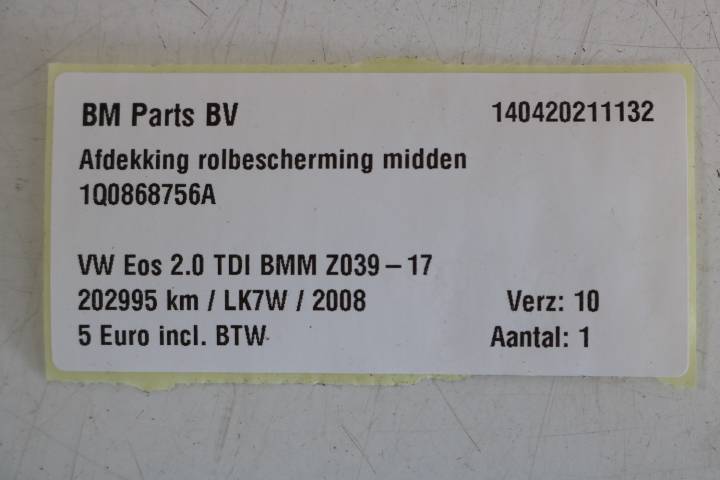 BM Parts BV 140420211132
Afdekking rolbescherming midden
1Q0868756A
VW Eos 2.0 TDI BMM Z039-17
202995 km / LK7W / 2008 Verz: 10
5 Euro incl. BTW Aantal: 1